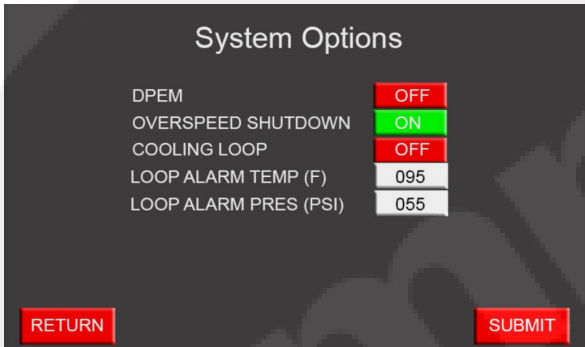 System Options
DPEM OFF
OVERSPEED SHUTDOWN ON
COOLING LOOP OFF
LOOP ALARM TEMP (F) 095
LOOP ALARM PRES (PSI) 055
RETURN SUBMIT